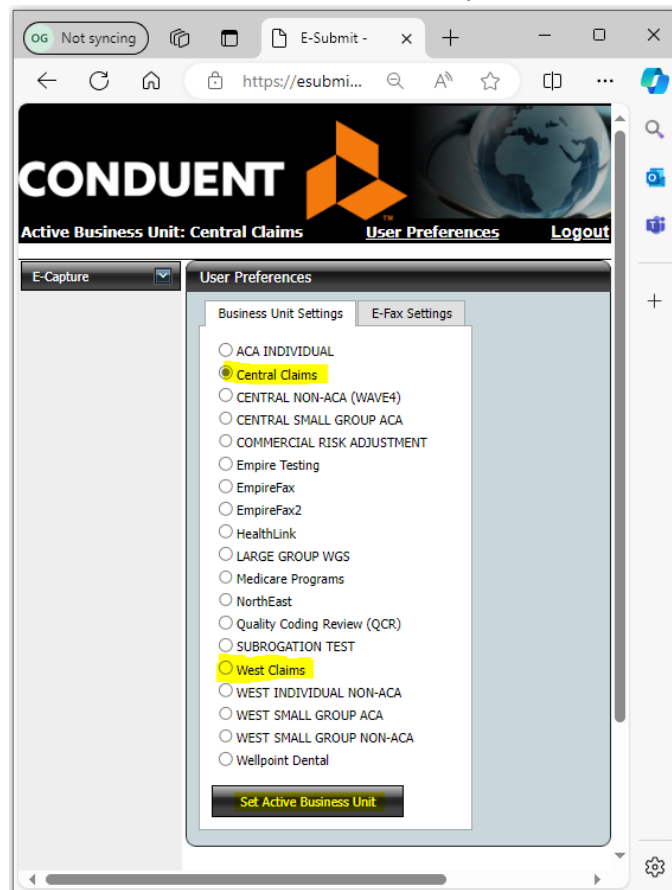 OG Not syncing
E-Submit -
https://esubmi...
CONDUENT
TM
Active Business Unit: Central Claims User Preferences Logout
E-Capture
User Preferences
Business Unit Settings E-Fax Settings
ACA INDIVIDUAL
Central Claims
CENTRAL NON-ACA (WAVE4)
CENTRAL SMALL GROUP ACA
COMMERCIAL RISK ADJUSTMENT
Empire Testing
EmpireFax
EmpireFax2
HealthLink
LARGE GROUP WGS
Medicare Programs
NorthEast
Quality Coding Review (QCR)
SUBROGATION TEST
West Claims
WEST INDIVIDUAL NON-ACA
WEST SMALL GROUP ACA
WEST SMALL GROUP NON-ACA
Wellpoint Dental
Set Active Business Unit